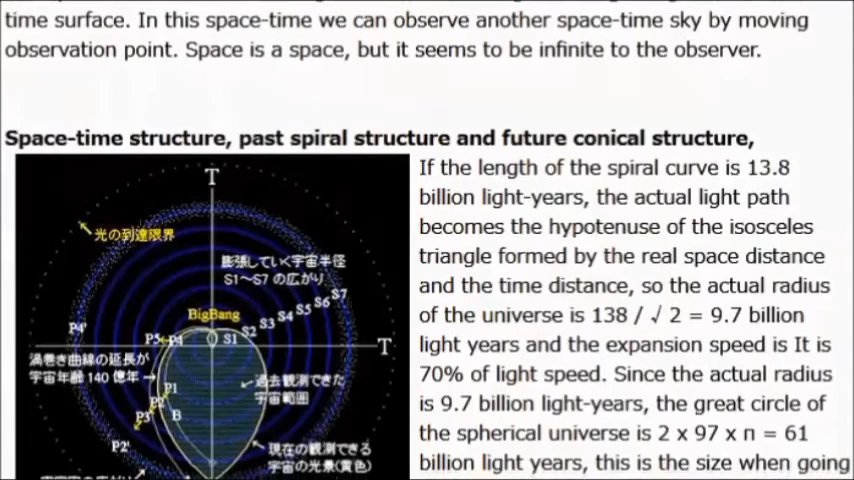 time surface. In this space-time we can observe another space-time sky by moving
observation point. Space is a space, but it seems to be infinite to the observer.
Space-time structure, past spiral structure and future conical structure,
T
光の到達限界
膨張していく宇宙半径
S1～S7 の広がり
S7
S6
S5
S4
S3
S2
S1
BigBang
O
P4'
P5
P4
T
渦巻き曲線の延長が
宇宙年齢 140 億年
過去観測できた
宇宙範囲
P1
P2
P3
B
P2'
現在の観測できる
宇宙の光景(黄色)
If the length of the spiral curve is 13.8
billion light-years, the actual light path
becomes the hypotenuse of the isosceles
triangle formed by the real space distance
and the time distance, so the actual radius
of the universe is 138 / √ 2 = 9.7 billion
light years and the expansion speed is It is
70% of light speed. Since the actual radius
is 9.7 billion light-years, the great circle of
the spherical universe is 2 x 97 x n = 61
billion light years, this is the size when going